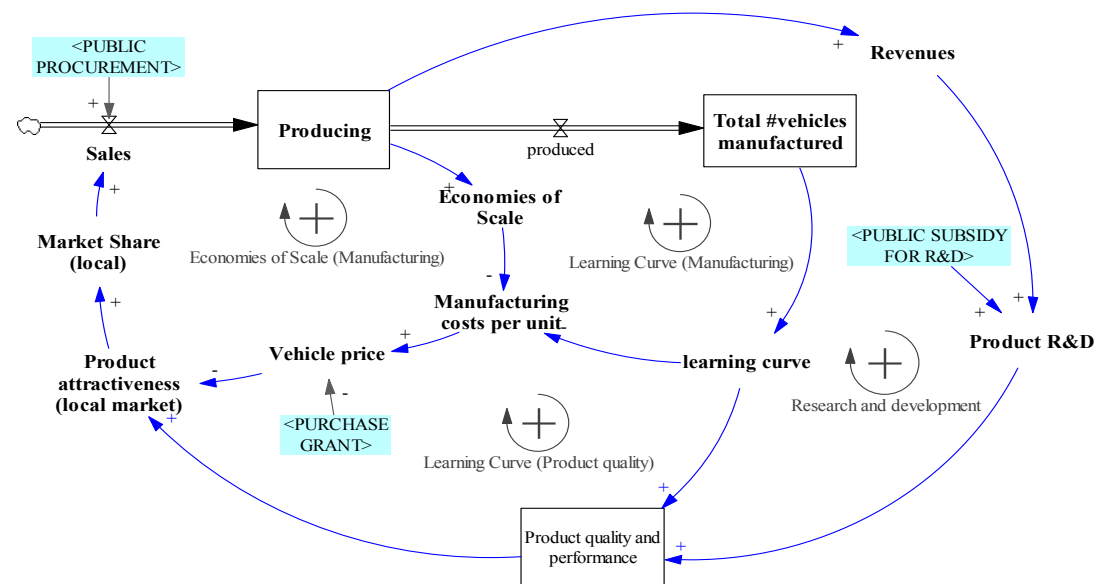 <PUBLIC
PROCUREMENT>
+
Revenues
+
+
Producing
Total #vehicles
manufactured
Sales
produced
+
+
Economies of
Scale
Market Share
(local)
Economies of Scale (Manufacturing)
Learning Curve (Manufacturing)
<PUBLIC SUBSIDY
FOR R&D>
-
+
Manufacturing
costs per unit
-
+
+
+
+
Product R&D
Vehicle price
Product
attractiveness
(local market)
-
+
learning curve
-
Research and development
<PURCHASE
GRANT>
Learning Curve (Product quality)
+
+
Product quality and
performance
+